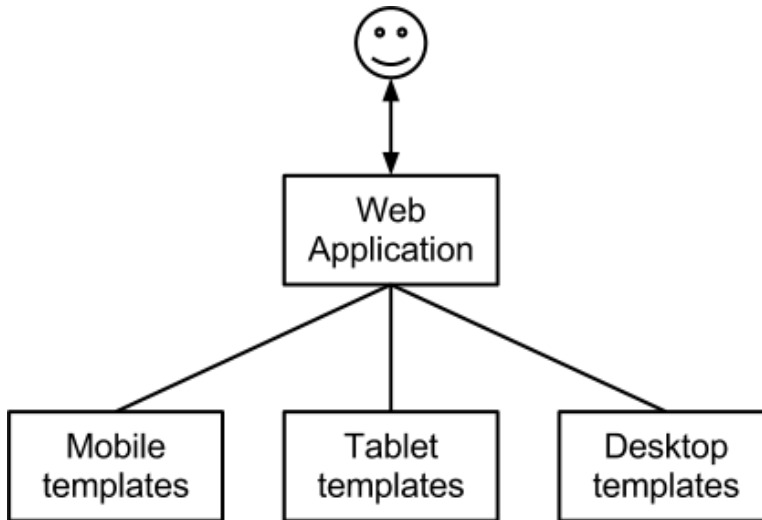 Web
Application
Mobile
templates
Tablet
templates
Desktop
templates